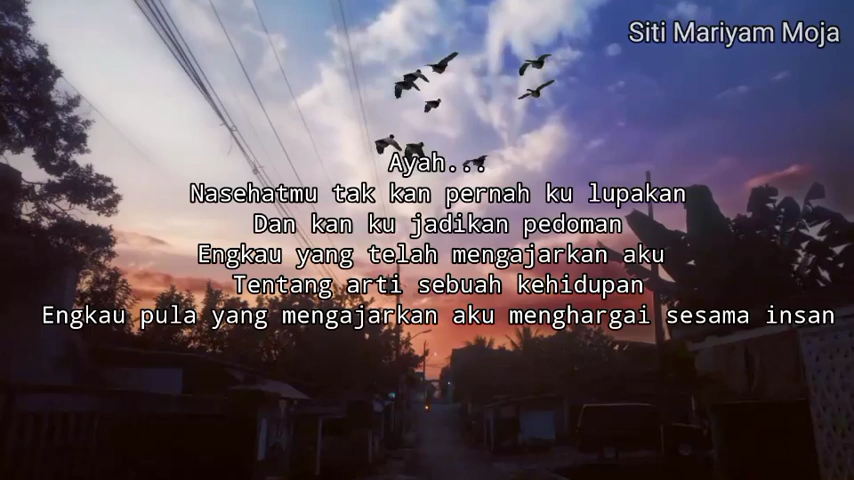 Siti Mariyam Moja
Ayah...
Nasehatmu tak kan pernah ku lupakan
Dan kan ku jadikan pedoman
Engkau yang telah mengajarkan aku
Tentang arti sebuah kehidupan
Engkau pula yang mengajarkan aku menghargai sesama insan